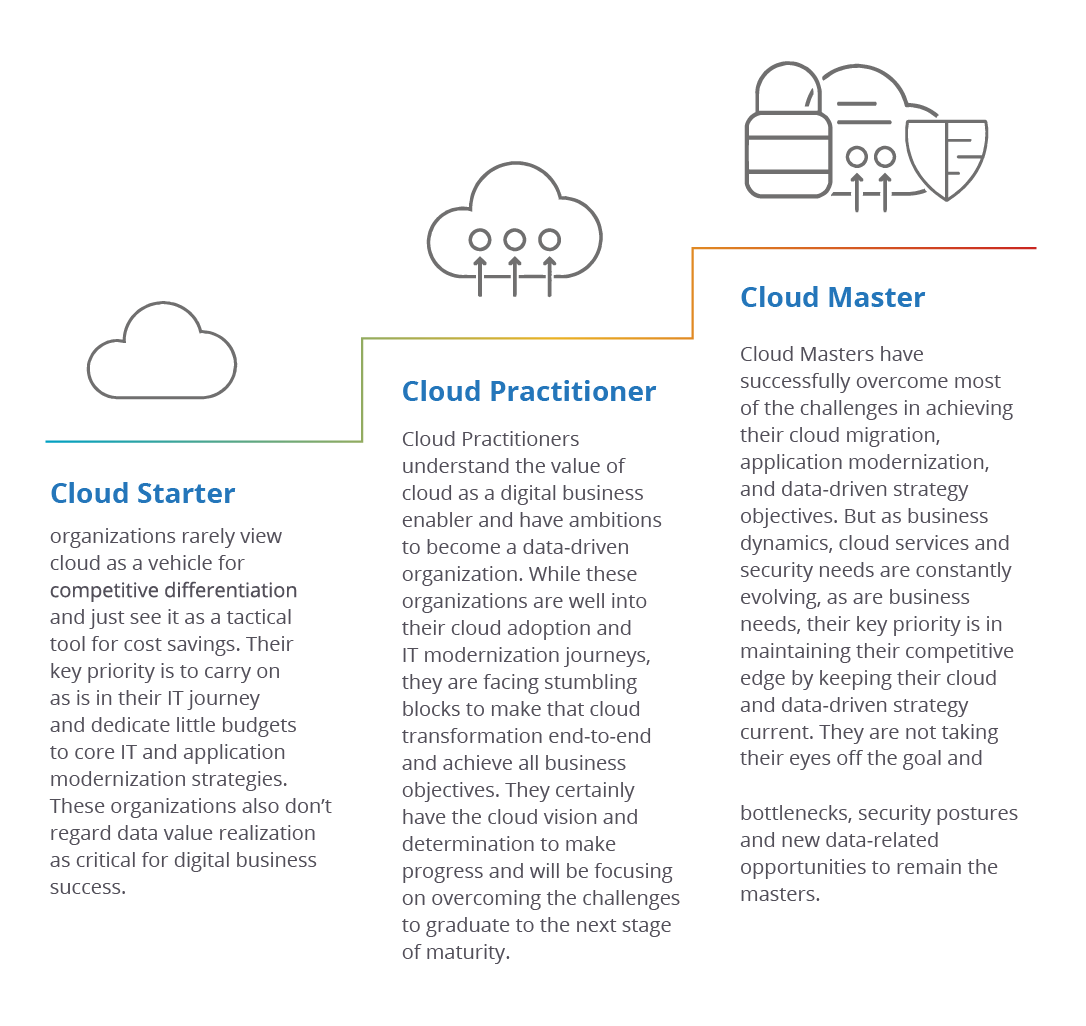 Cloud Starter
organizations rarely view
cloud as a vehicle for
competitive differentiation
and just see it as a tactical
tool for cost savings. Their
key priority is to carry on
as is in their IT journey
and dedicate little budgets
to core IT and application
modernization strategies.
These organizations also don’t
regard data value realization
as critical for digital business
success.
Cloud Practitioner
Cloud Practitioners
understand the value of
cloud as a digital business
enabler and have ambitions
to become a data-driven
organization. While these
organizations are well into
their cloud adoption and
IT modernization journeys,
they are facing stumbling
blocks to make that cloud
transformation end-to-end
and achieve all business
objectives. They certainly
have the cloud vision and
determination to make
progress and will be focusing
on overcoming the challenges
to graduate to the next stage
of maturity.
Cloud Master
Cloud Masters have
successfully overcome most
of the challenges in achieving
their cloud migration,
application modernization,
and data-driven strategy
objectives. But as business
dynamics, cloud services and
security needs are constantly
evolving, as are business
needs, their key priority is in
maintaining their competitive
edge by keeping their cloud
and data-driven strategy
current. They are not taking
their eyes off the goal and
bottlenecks, security postures
and new data-related
opportunities to remain the
masters.